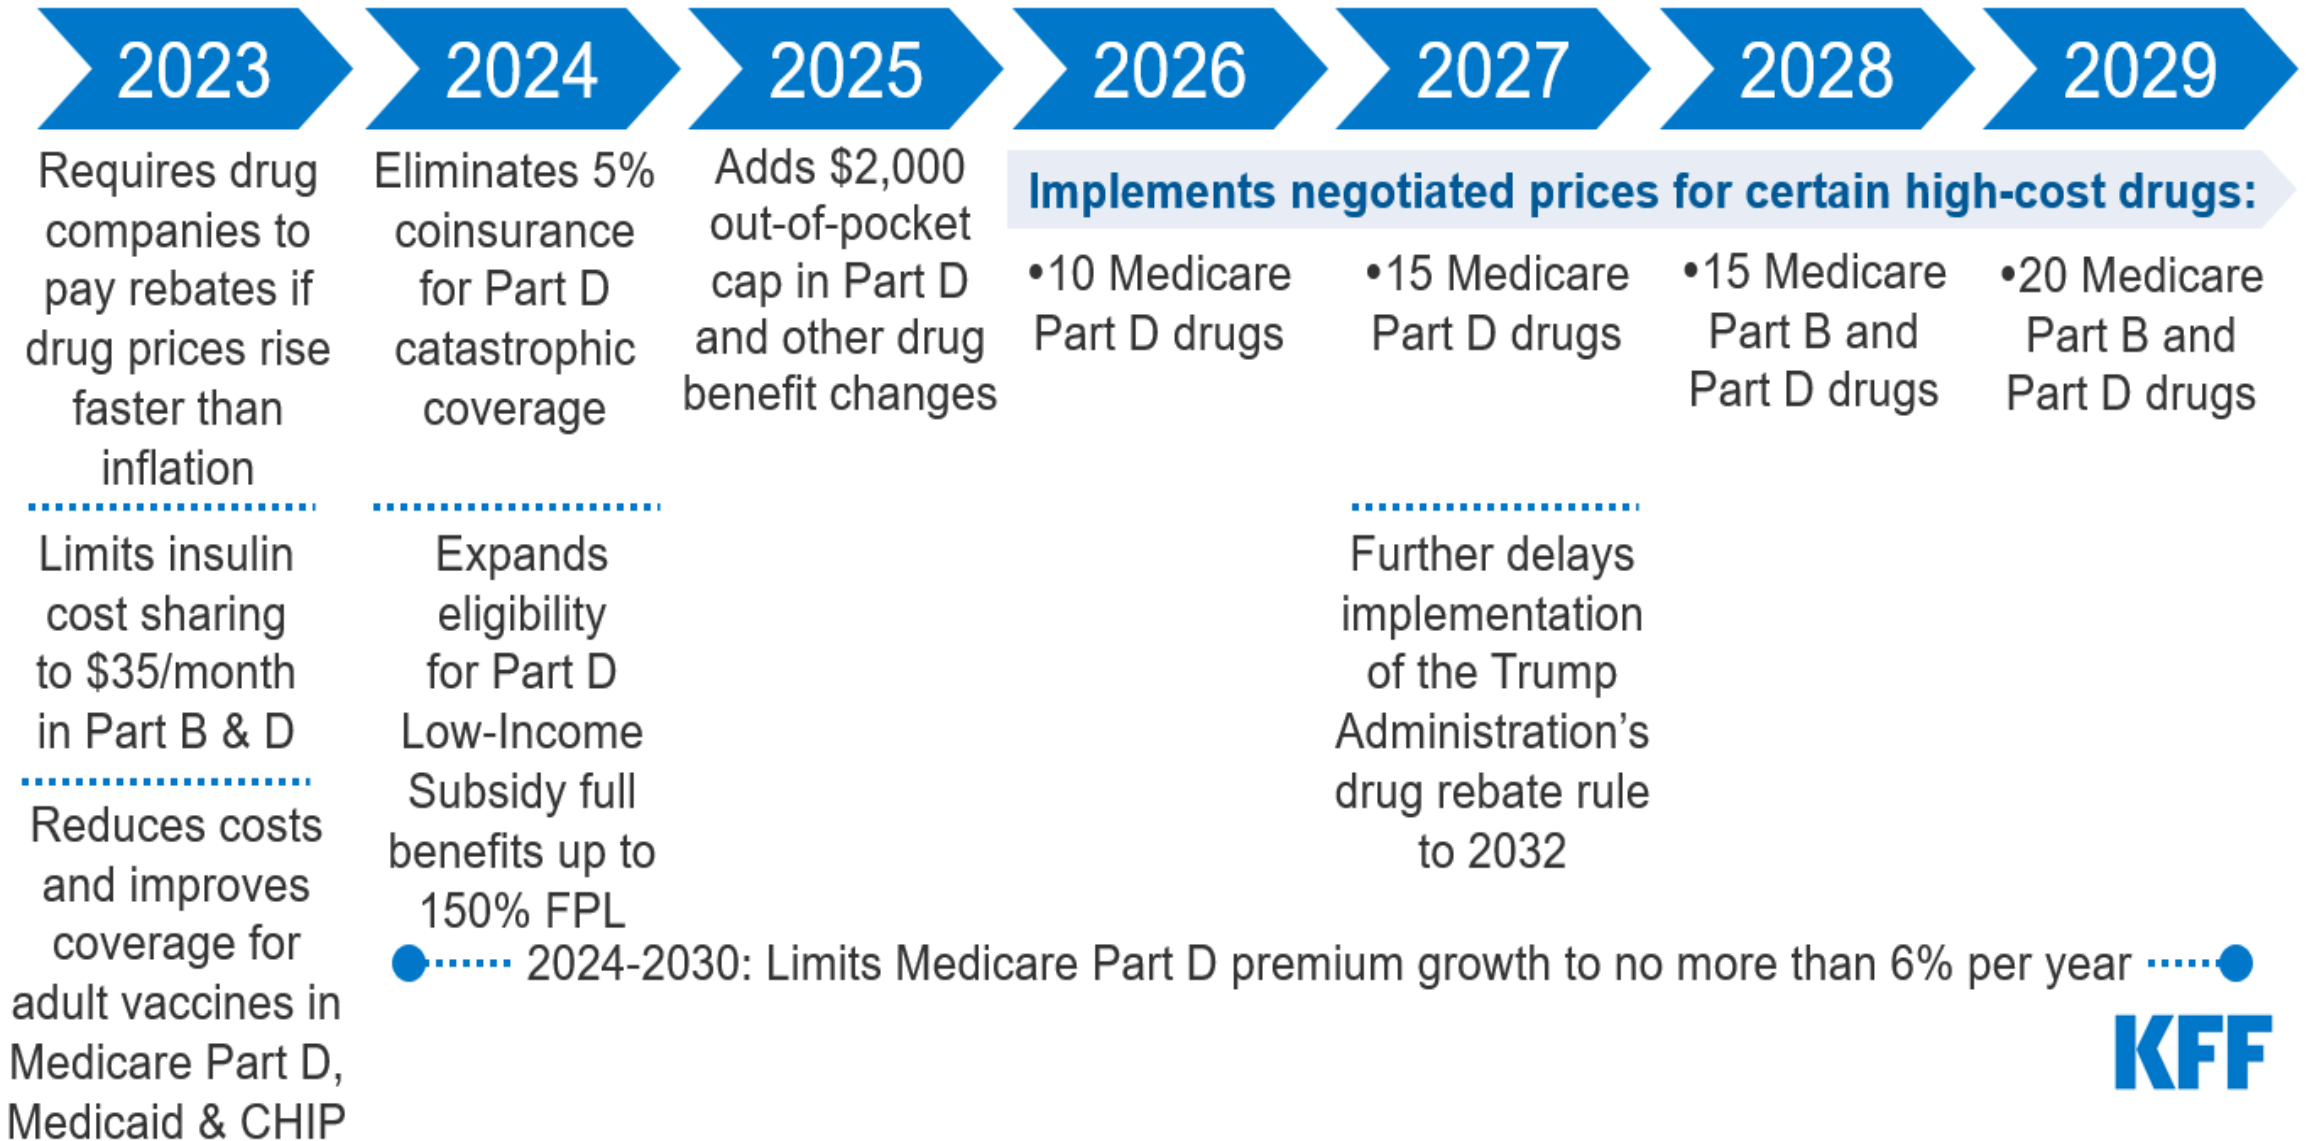 2023
2024
2025
2026
2027
2028
2029
Requires drug
companies to
pay rebates if
drug prices rise
faster than
inflation
Limits insulin
cost sharing
to $35/month
in Part B & D
Reduces costs
and improves
coverage for
adult vaccines in
Medicare Part D,
Medicaid & CHIP
Eliminates 5%
coinsurance
for Part D
catastrophic
coverage
Expands
eligibility
for Part D
Low-Income
Subsidy full
benefits up to
150% FPL
Adds $2,000
out-of-pocket
cap in Part D
and other drug
benefit changes
Implements negotiated prices for certain high-cost drugs:
•10 Medicare
Part D drugs
•15 Medicare
Part D drugs
Further delays
implementation
of the Trump
Administration’s
drug rebate rule
to 2032
•15 Medicare
Part B and
Part D drugs
•20 Medicare
Part B and
Part D drugs
2024-2030: Limits Medicare Part D premium growth to no more than 6% per year
KFF